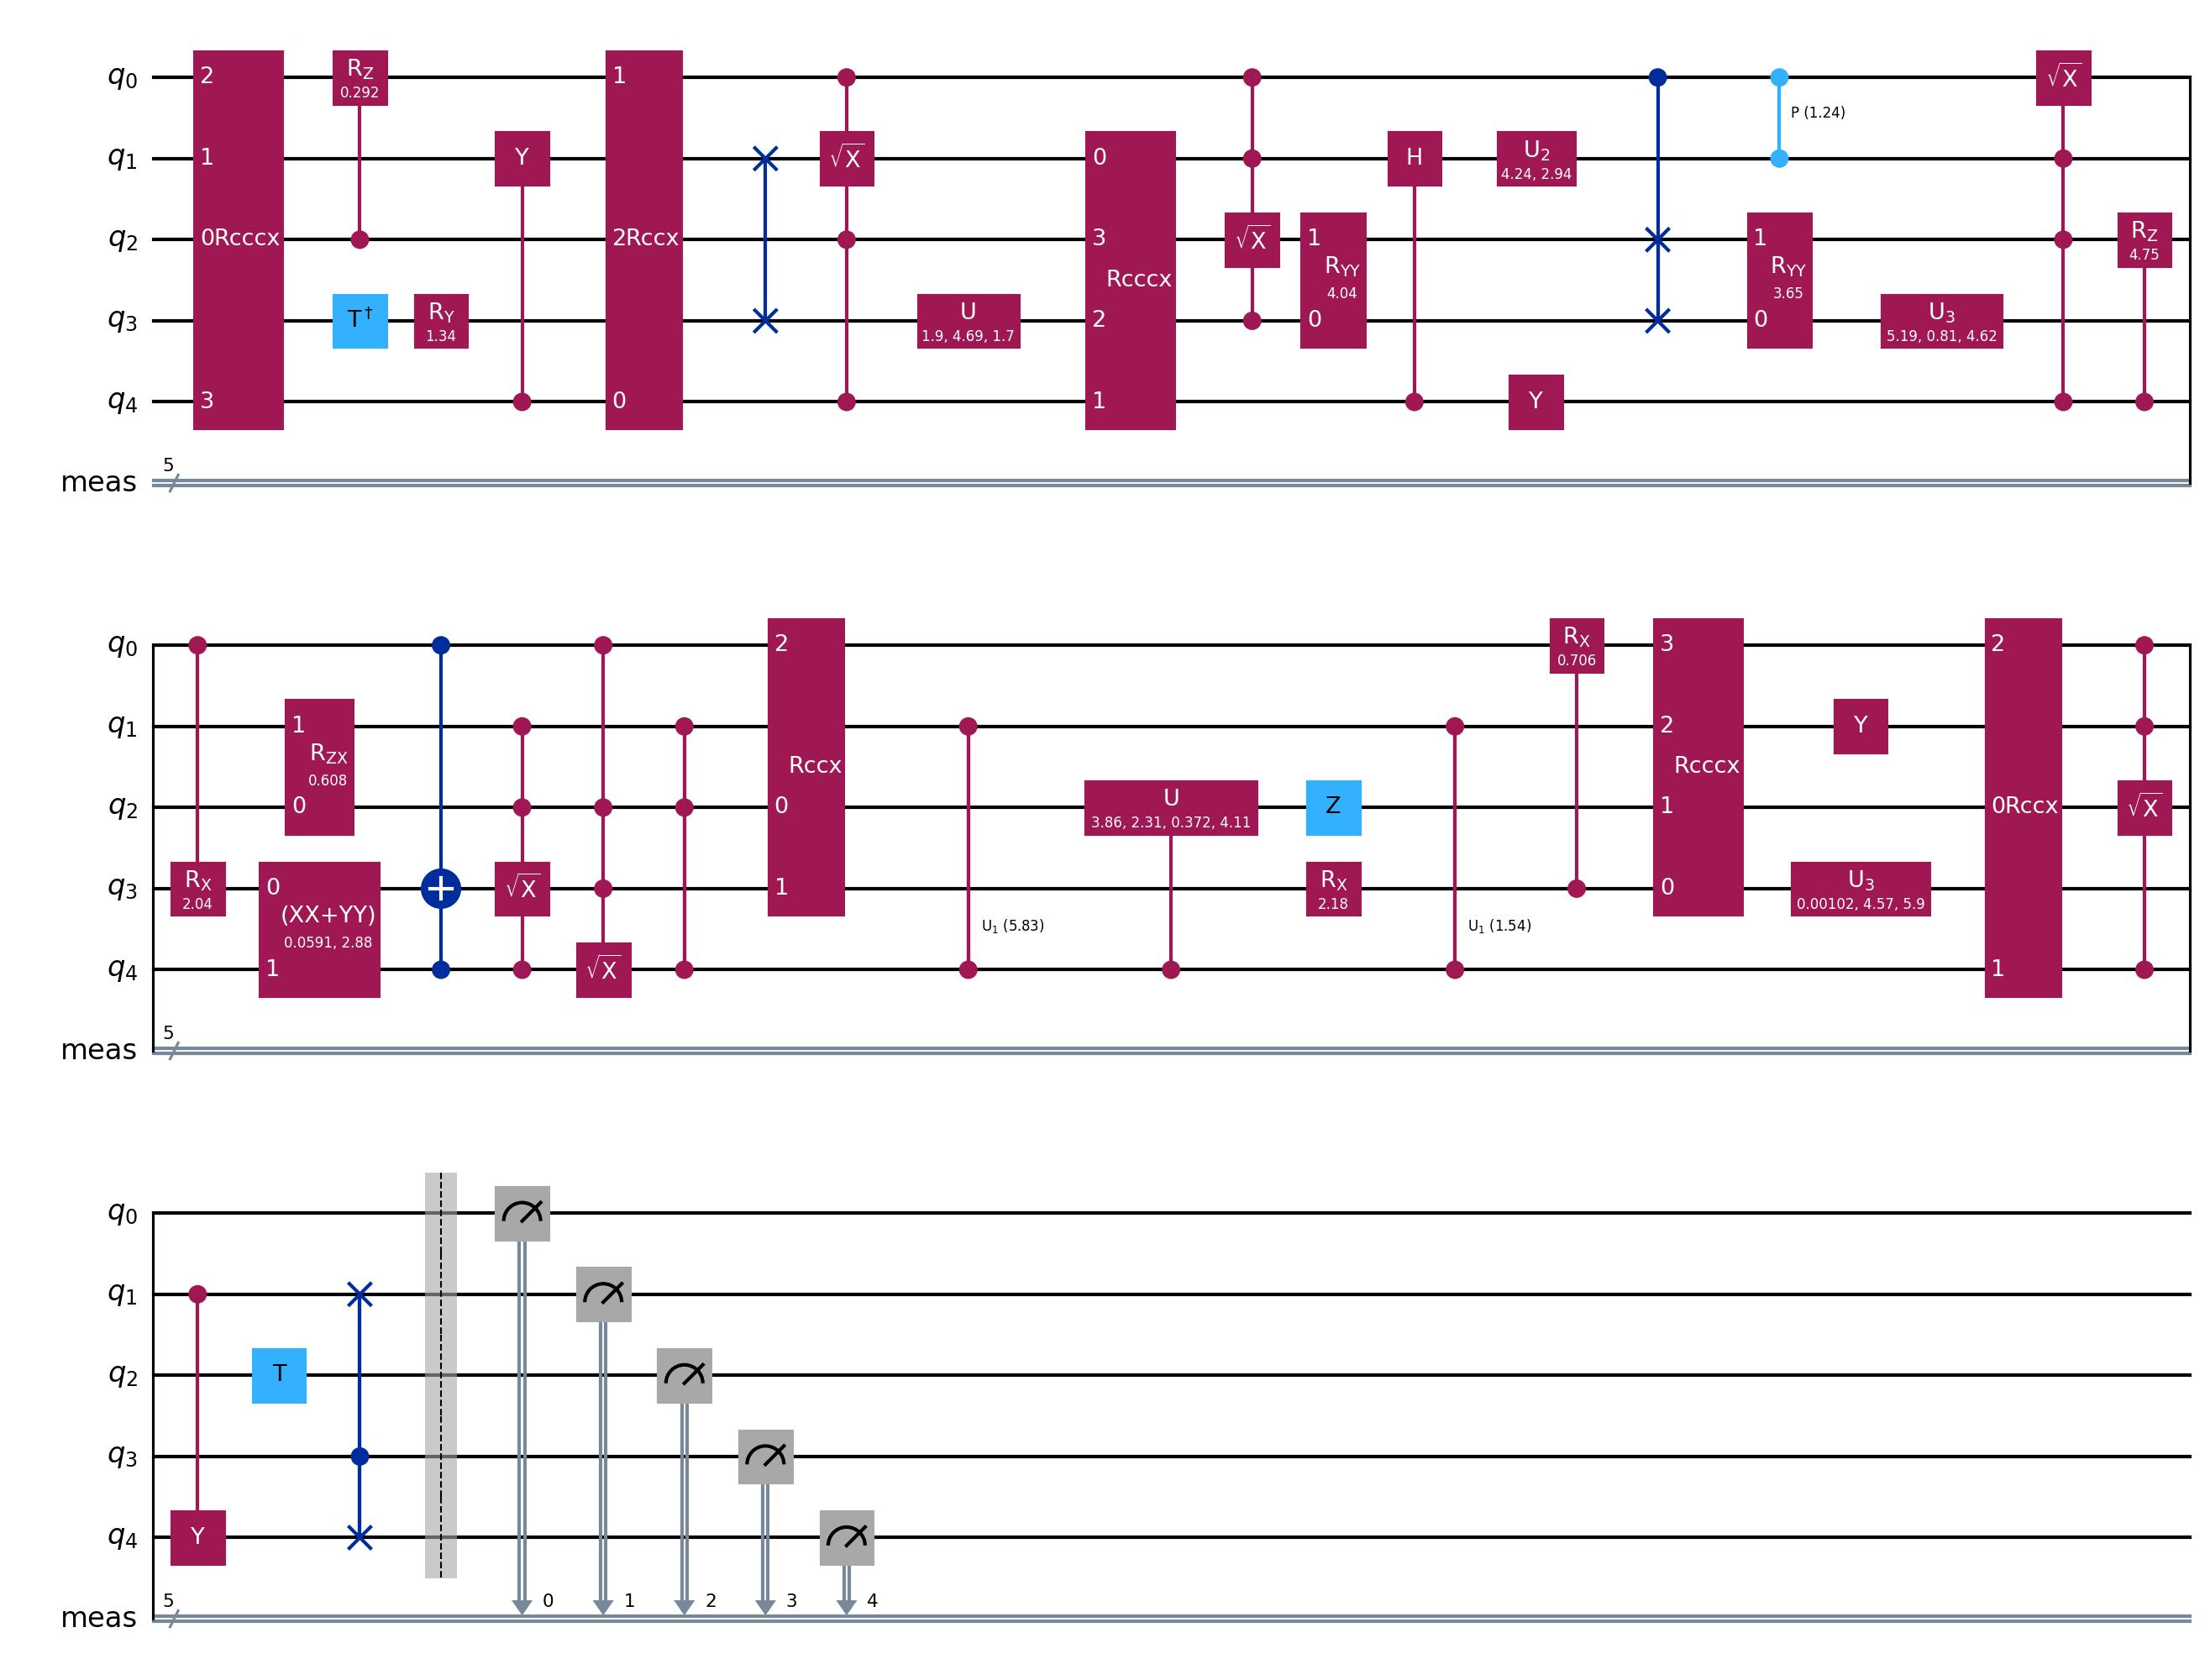 q0 2 RZ 0.292 1 √X P (1.24) √X
q1 1 Y √X 0 H U2 4.24, 2.94
q2 0Rcccx 2Rccx 3 √X 1 RYY 4.04 1 RYY 3.65 RZ 4.75
Rcccx
q3 T† RY 1.34 U 1.9, 4.69, 1.7 2 0 0 U3 5.19, 0.81, 4.62
q4 3 0 1 Y
meas 5
q0 2 RX 0.706 3 2
q1 1 RZX 0.608 2 Y
Rccx Rcccx
q2 0 0 U 3.86, 2.31, 0.372, 4.11 Z 1 0Rccx √X
q3 RX 2.04 0 (XX+YY) 0.0591, 2.88 √X 1 RX 2.18 0 U3 0.00102, 4.57, 5.9
U1 (5.83) U1 (1.54)
q4 1 √X 1
meas 5
q0
q1
q2 T
q3
q4 Y
meas 5 0 1 2 3 4